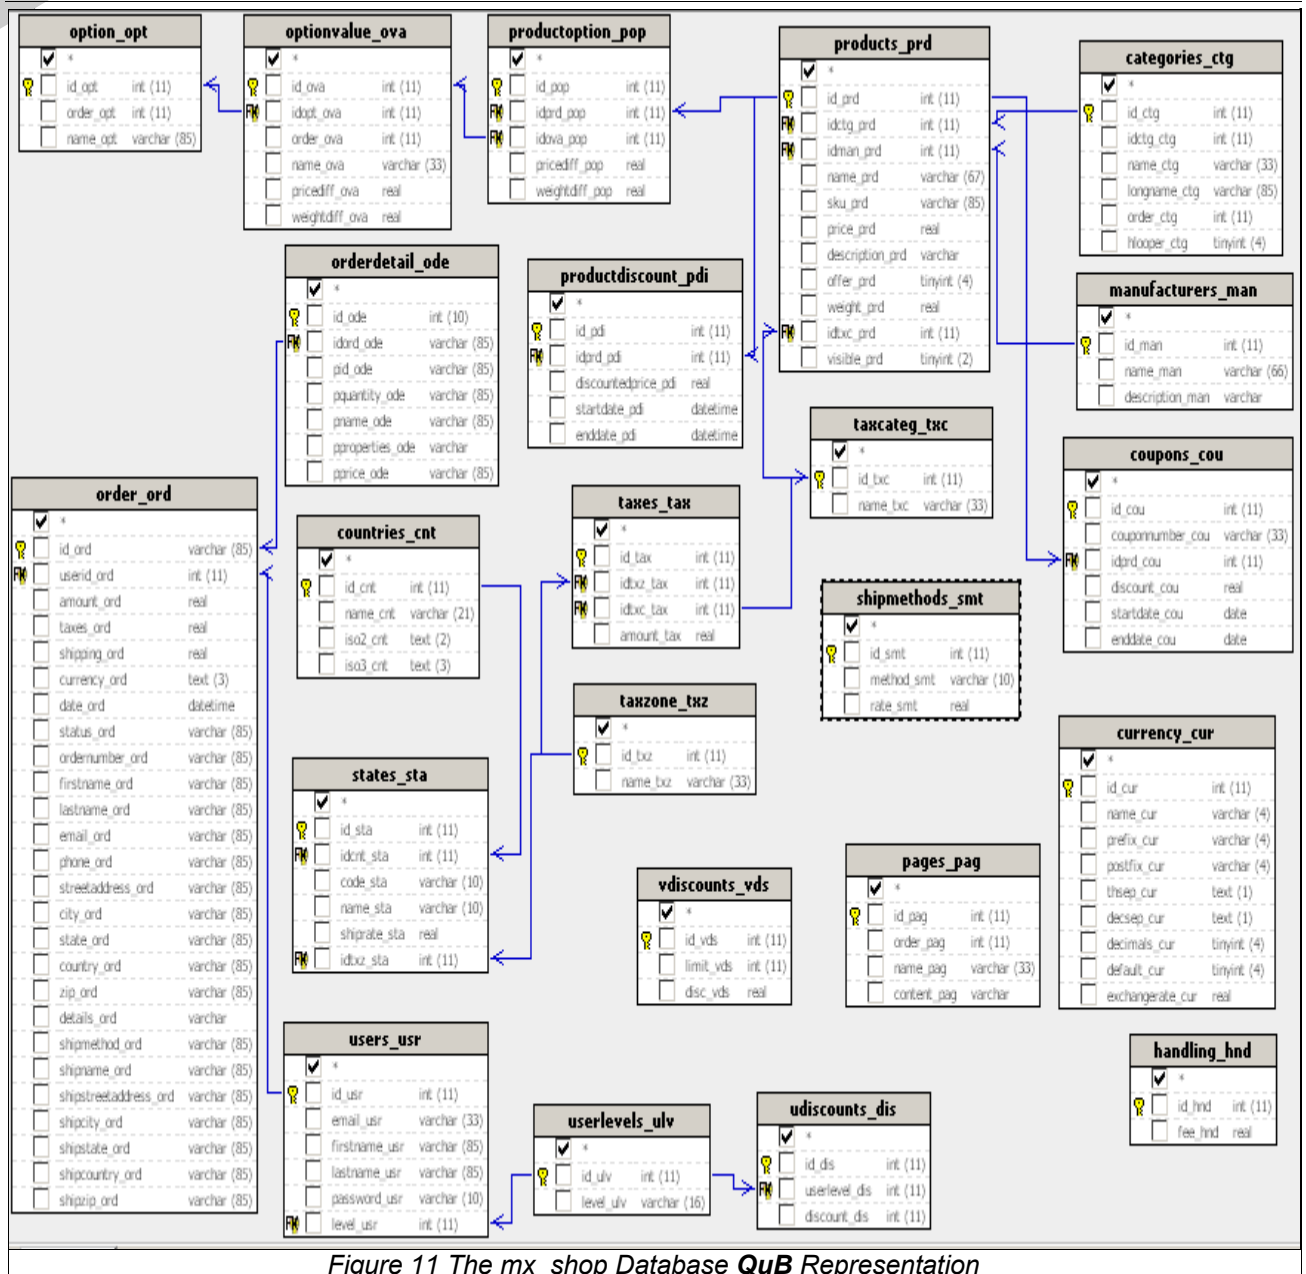 option_opt
*
id_opt int (11)
order_opt int (11)
name_opt varchar (85)
optionvalue_ova
*
id_ova int (11)
FK idopt_ova int (11)
order_ova int (11)
name_ova varchar (33)
pricediff_ova real
weightdiff_ova real
productoption_pop
*
id_pop int (11)
FK idprd_pop int (11)
FK idova_pop int (11)
pricediff_pop real
weightdiff_pop real
products_prd
*
id_prd int (11)
FK idctg_prd int (11)
FK idman_prd int (11)
name_prd varchar (67)
sku_prd varchar (85)
price_prd real
description_prd varchar
offer_prd tinyint (4)
weight_prd real
FK idtxc_prd int (11)
visible_prd tinyint (2)
categories_ctg
*
id_ctg int (11)
idctg_ctg int (11)
name_ctg varchar (33)
longname_ctg varchar (85)
order_ctg int (11)
hlooper_ctg tinyint (4)
orderdetail_ode
*
id_ode int (10)
FK idord_ode varchar (85)
pid_ode varchar (85)
pquantity_ode varchar (85)
pname_ode varchar (85)
pproperties_ode varchar
pprice_ode varchar (85)
productdiscount_pdi
*
id_pdi int (11)
FK idprd_pdi int (11)
discountedprice_pdi real
startdate_pdi datetime
enddate_pdi datetime
manufacturers_man
*
id_man int (11)
name_man varchar (66)
description_man varchar
taxcateg_txc
*
id_txc int (11)
name_txc varchar (33)
coupons_cou
*
id_cou int (11)
couponnumber_cou varchar (33)
FK idprd_cou int (11)
discount_cou real
startdate_cou date
enddate_cou date
order_ord
*
id_ord varchar (85)
FK userid_ord int (11)
amount_ord real
taxes_ord real
shipping_ord real
currency_ord text (3)
date_ord datetime
status_ord varchar (85)
ordernumber_ord varchar (85)
firstname_ord varchar (85)
lastname_ord varchar (85)
email_ord varchar (85)
phone_ord varchar (85)
streetaddress_ord varchar (85)
city_ord varchar (85)
state_ord varchar (85)
country_ord varchar (85)
zip_ord varchar (85)
details_ord varchar
shipmethod_ord varchar (85)
shipname_ord varchar (85)
shipstreetaddress_ord varchar (85)
shipcity_ord varchar (85)
shipstate_ord varchar (85)
shipcountry_ord varchar (85)
shipzip_ord varchar (85)
countries_cnt
*
id_cnt int (11)
name_cnt varchar (21)
iso2_cnt text (2)
iso3_cnt text (3)
taxes_tax
*
id_tax int (11)
FK idtxz_tax int (11)
FK idtxc_tax int (11)
amount_tax real
shipmethods_smt
*
id_smt int (11)
method_smt varchar (10)
rate_smt real
taxzone_txz
*
id_txz int (11)
name_txz varchar (33)
currency_cur
*
id_cur int (11)
name_cur varchar (4)
prefix_cur varchar (4)
postfix_cur varchar (4)
thsep_cur text (1)
decsep_cur text (1)
decimals_cur tinyint (4)
default_cur tinyint (4)
exchangerate_cur real
states_sta
*
id_sta int (11)
FK idcnt_sta int (11)
code_sta varchar (10)
name_sta varchar (10)
shiprate_sta real
FK idtxz_sta int (11)
vdiscounts_vds
*
id_vds int (11)
limit_vds int (11)
disc_vds real
pages_pag
*
id_pag int (11)
order_pag int (11)
name_pag varchar (33)
content_pag varchar
users_usr
*
id_usr int (11)
email_usr varchar (33)
firstname_usr varchar (85)
lastname_usr varchar (85)
password_usr varchar (10)
FK level_usr int (11)
userlevels_ulv
*
id_ulv int (11)
level_ulv varchar (16)
udiscounts_dis
*
id_dis int (11)
FK userlevel_dis int (11)
discount_dis int (11)
handling_hnd
*
id_hnd int (11)
fee_hnd real
Figure 11 The mx_shop Database QuB Representation